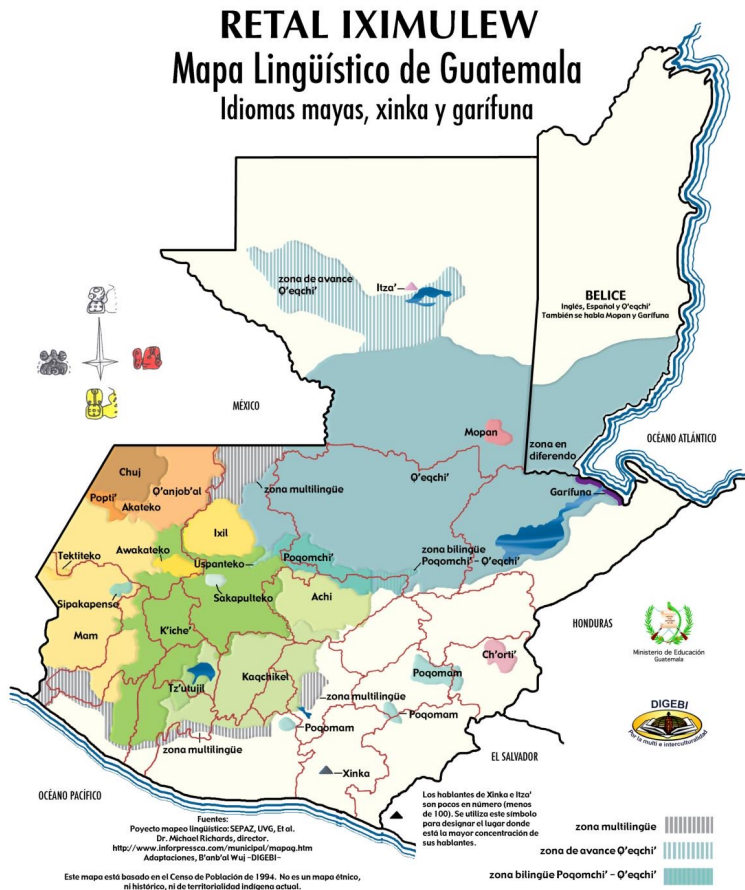 RETAL IXIMULEW
Mapa Lingüístico de Guatemala
Idiomas mayas, xinka y garífuna
zona de avance
Q'eqchi'
Itza'
BELICE
Inglés, Español y Q'eqchi'
También se habla Mopan y Garífuna
MÉXICO
Mopan
zona en
diferendo
OCÉANO ATLÁNTICO
Chuj
Q'anjob'al
Popti'
Akateko
zona multilingüe
Q'eqchi'
Garífuna
Ixil
Awakateko
Tektiteko
Uspanteko
Poqomchi'
zona bilingüe
Poqomchi' - Q'eqchi'
Sipakapense
Sakapulteko
Achi
Mam
K'iche'
HONDURAS
Ministerio de Educación
Guatemala
Ch'orti'
Tz'utujil
Kaqchikel
Poqomam
zona multilingüe
Poqomam
Poqomam
DIGEBI
Por la multi e interculturalidad
zona multilingüe
EL SALVADOR
Xinka
OCÉANO PACÍFICO
Los hablantes de Xinka e Itza'
son pocos en número (menos
de 100). Se utiliza este símbolo
para designar el lugar donde
está la mayor concentración de
sus hablantes.
Fuentes:
Poyecto mapeo lingüística: SEPAZ, UVG, Et al.
Dr. Michael Richards, director.
http://www.inforpressca.com/municipal/mapag.htm
Adaptaciones, B'anb'al Wuj -DIGEBI-
Este mapa está basado en el Censo de Población de 1994. No es un mapa étnico,
ni histórico, ni de territorialidad indígena actual.
zona multilingüe
zona de avance Q'eqchi'
zona bilingüe Poqomchi' - Q'eqchi'